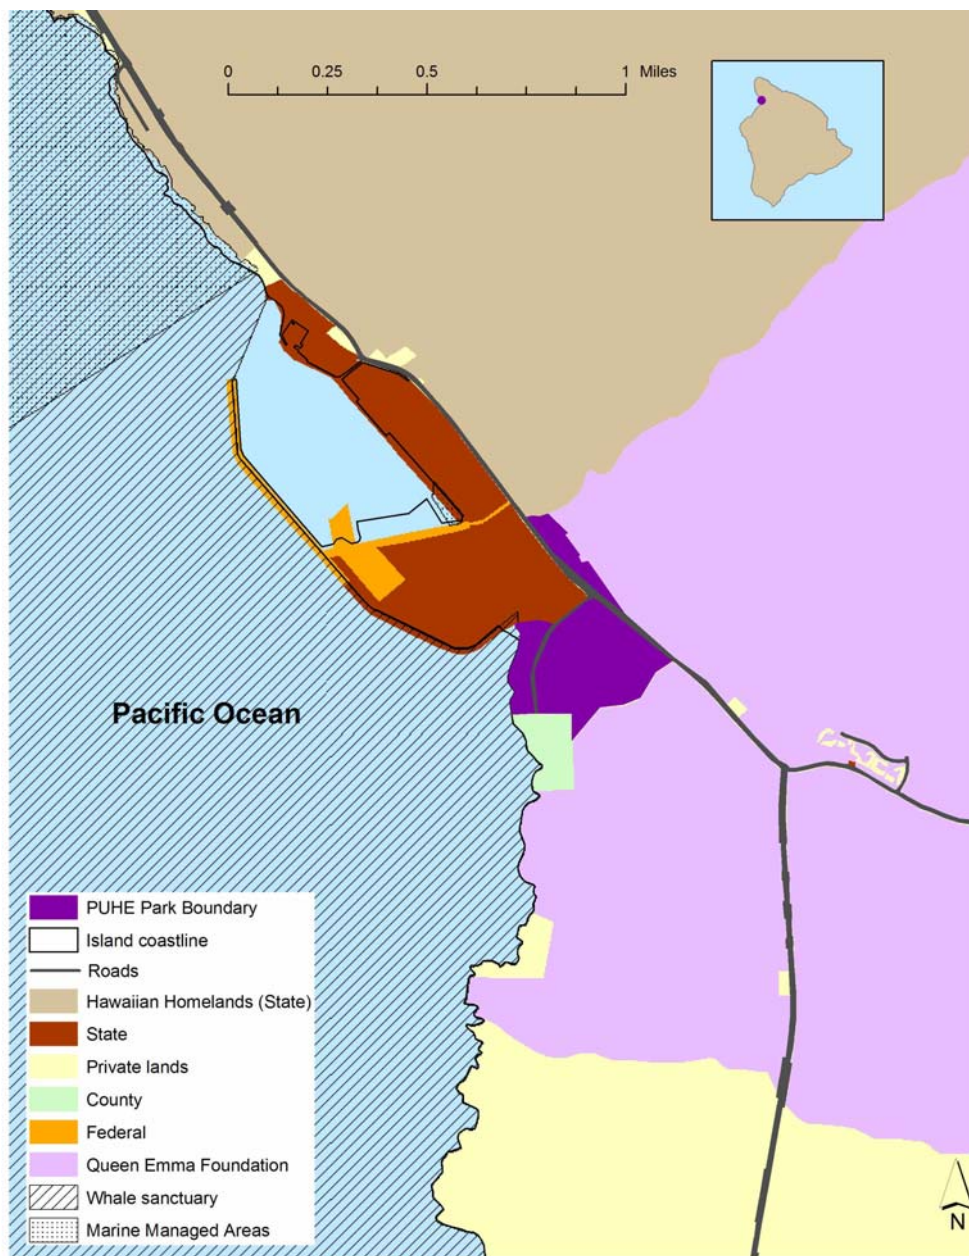 0 0.25 0.5 1 Miles
Pacific Ocean
PUHE Park Boundary
Island coastline
Roads
Hawaiian Homelands (State)
State
Private lands
County
Federal
Queen Emma Foundation
Whale sanctuary
Marine Managed Areas
N